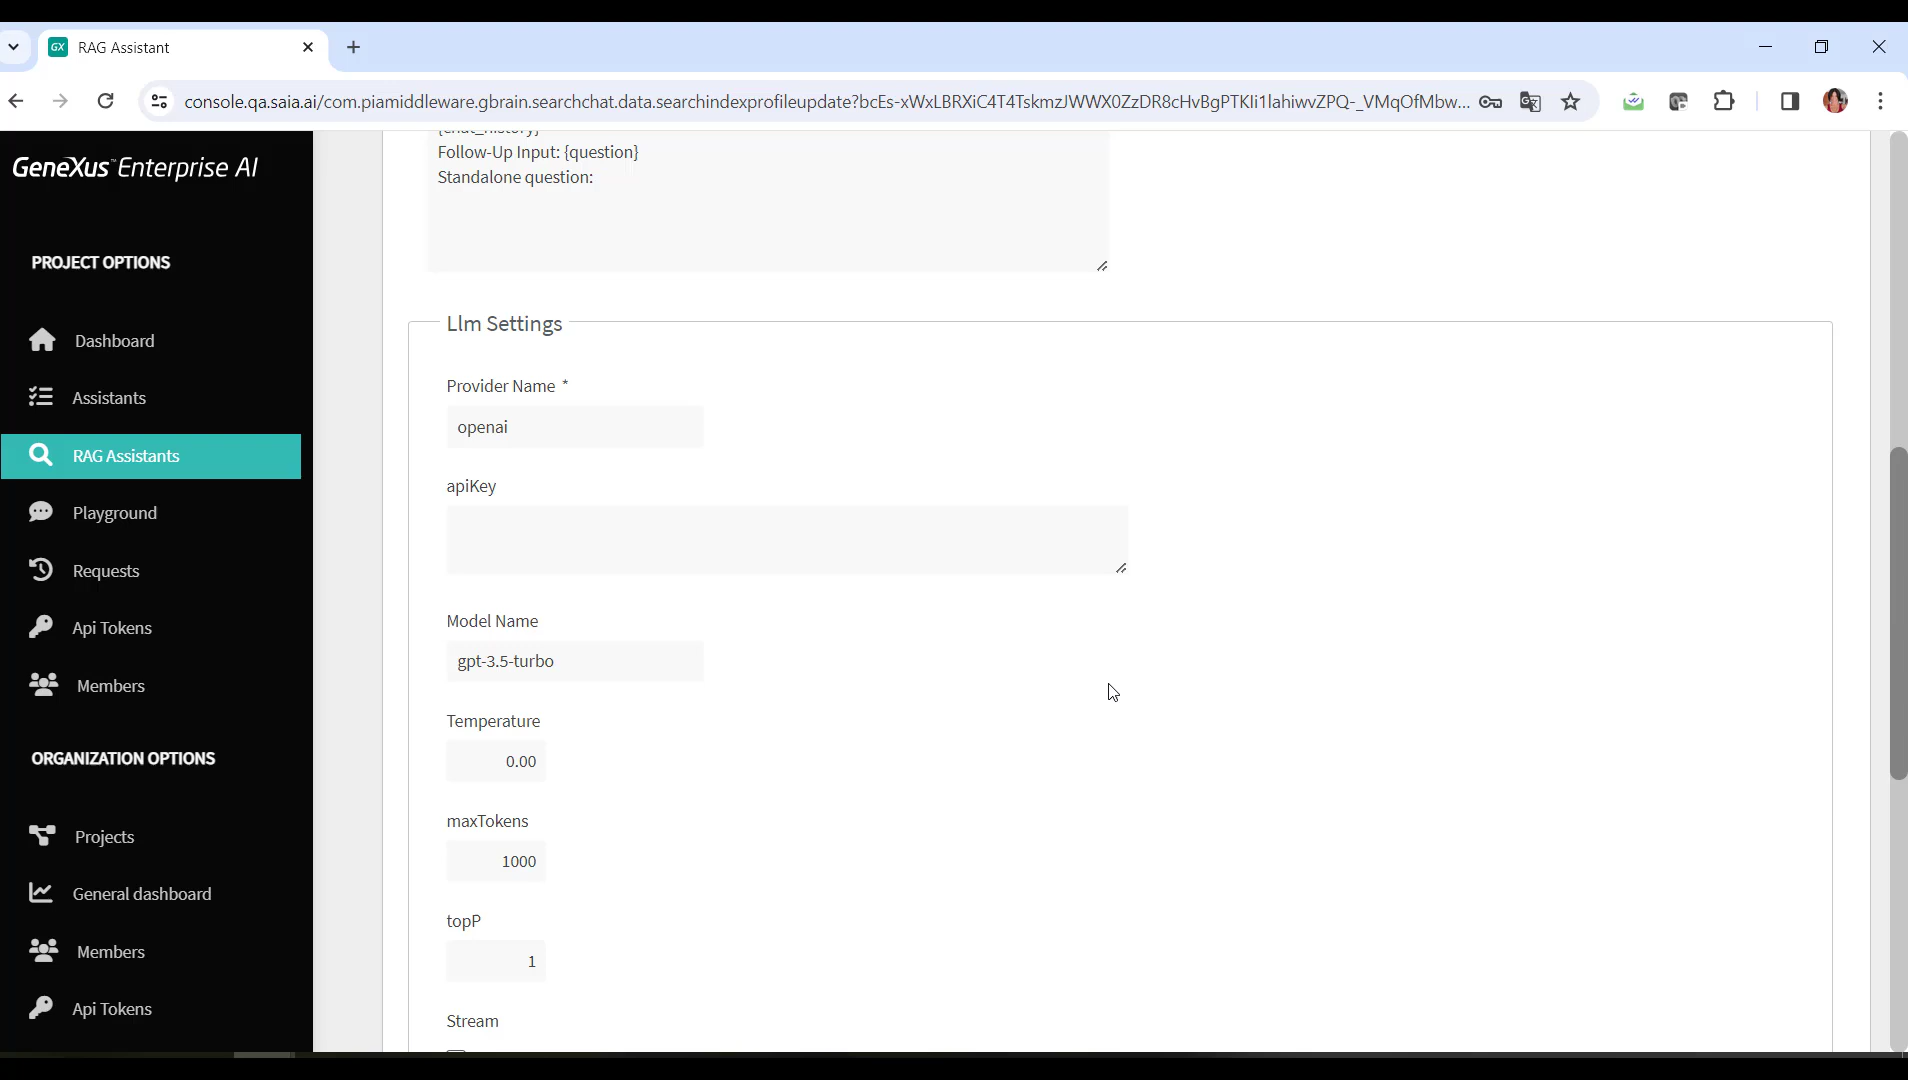 RAG Assistant
console.qa.saia.ai/com.piamiddleware.gbrain.searchchat.data.searchindexprofileupdate?bcEs-xWxLBRXiC4T4TskmzJWWX0ZzDR8cHvBgPTKIi1lahiwvZPQ-_VMqOfMbw...
GeneXus™ Enterprise AI
PROJECT OPTIONS
Dashboard
Assistants
RAG Assistants
Playground
Requests
Api Tokens
Members
ORGANIZATION OPTIONS
Projects
General dashboard
Members
Api Tokens
{chat_history}
Follow-Up Input: {question}
Standalone question:
Llm Settings
Provider Name *
openai
apiKey
Model Name
gpt-3.5-turbo
Temperature
0.00
maxTokens
1000
topP
1
Stream